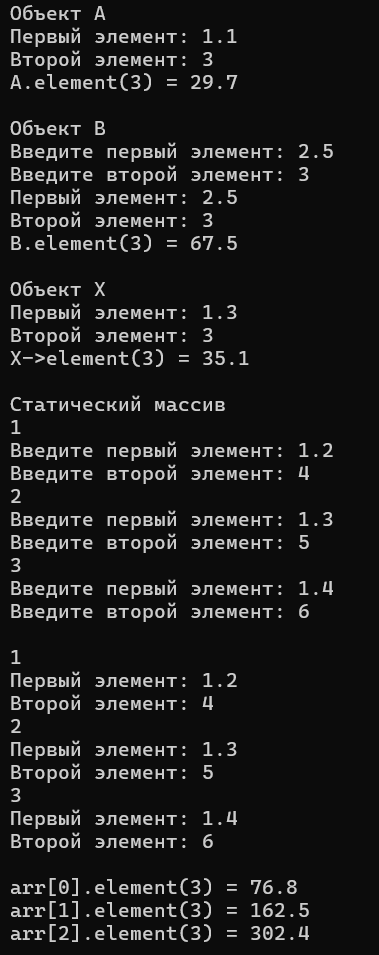 Объект A
Первый элемент: 1.1
Второй элемент: 3
A.element(3) = 29.7
Объект B
Введите первый элемент: 2.5
Введите второй элемент: 3
Первый элемент: 2.5
Второй элемент: 3
B.element(3) = 67.5
Объект X
Первый элемент: 1.3
Второй элемент: 3
X->element(3) = 35.1
Статический массив
1
Введите первый элемент: 1.2
Введите второй элемент: 4
2
Введите первый элемент: 1.3
Введите второй элемент: 5
3
Введите первый элемент: 1.4
Введите второй элемент: 6
1
Первый элемент: 1.2
Второй элемент: 4
2
Первый элемент: 1.3
Второй элемент: 5
3
Первый элемент: 1.4
Второй элемент: 6
arr[0].element(3) = 76.8
arr[1].element(3) = 162.5
arr[2].element(3) = 302.4